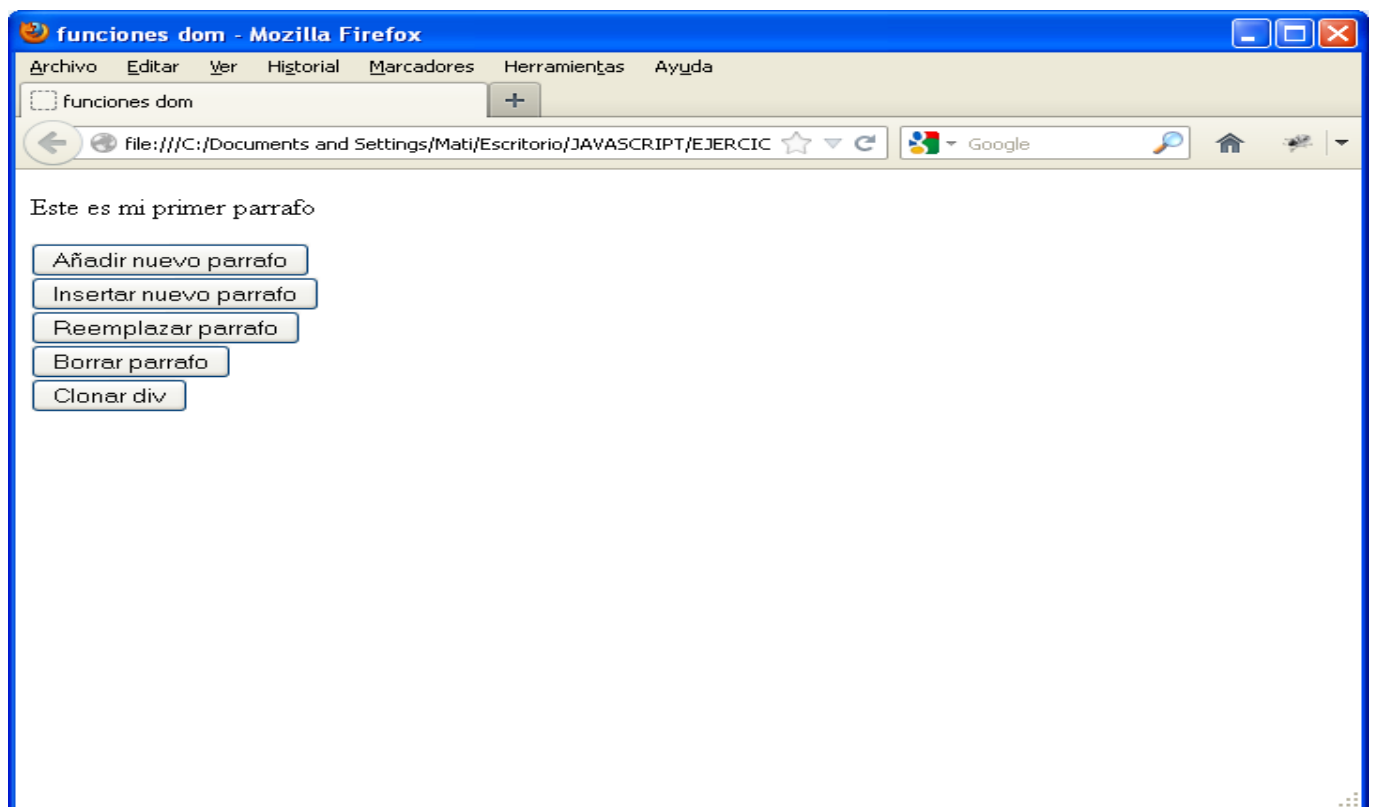 funciones dom - Mozilla Firefox
Archivo Editar Ver Historial Marcadores Herramientas Ayuda
funciones dom +
file:///C:/Documents and Settings/Mati/Escritorio/JAVASCRIPT/EJERCIC Google
Este es mi primer parrafo
Añadir nuevo parrafo
Insertar nuevo parrafo
Reemplazar parrafo
Borrar parrafo
Clonar div